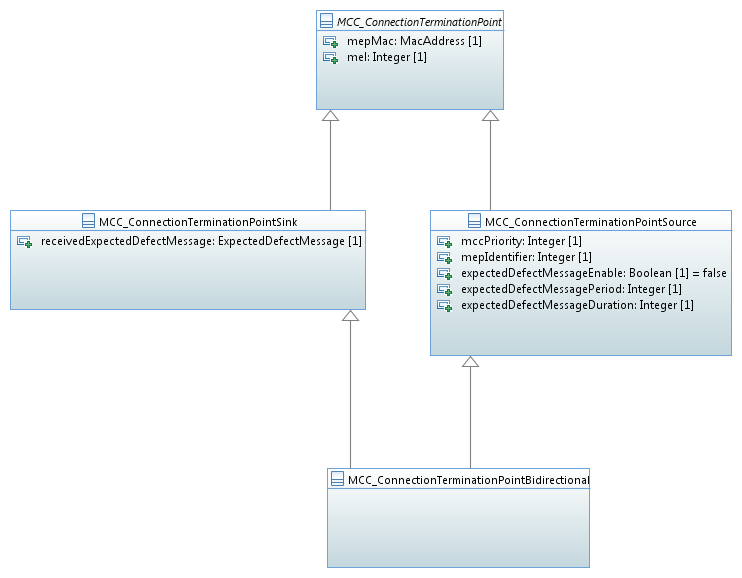 MCC_ConnectionTerminationPoint
mepMac: MacAddress [1]
mel: Integer [1]
MCC_ConnectionTerminationPointSink
receivedExpectedDefectMessage: ExpectedDefectMessage [1]
MCC_ConnectionTerminationPointSource
mccPriority: Integer [1]
mepIdentifier: Integer [1]
expectedDefectMessageEnable: Boolean [1] = false
expectedDefectMessagePeriod: Integer [1]
expectedDefectMessageDuration: Integer [1]
MCC_ConnectionTerminationPointBidirectional